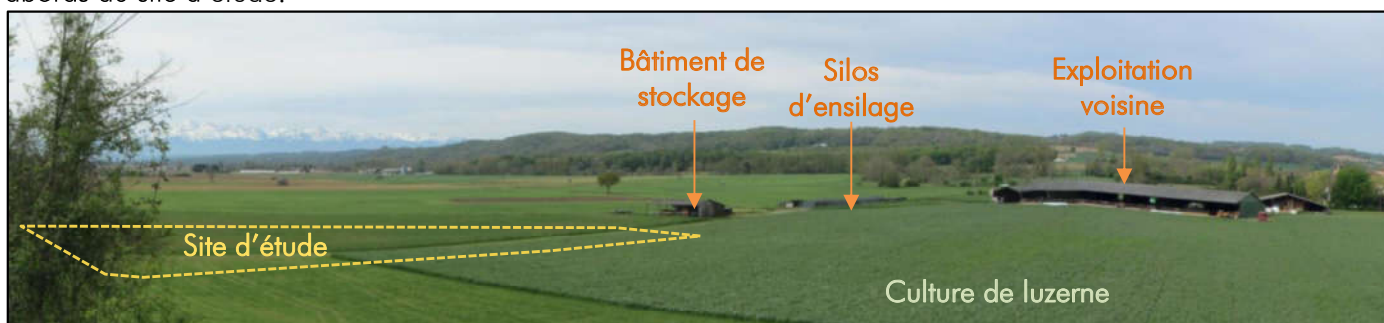 abords du site d'étude.
Bâtiment de
stockage
Silos
d'ensilage
Exploitation
voisine
Site d'étude
Culture de luzerne